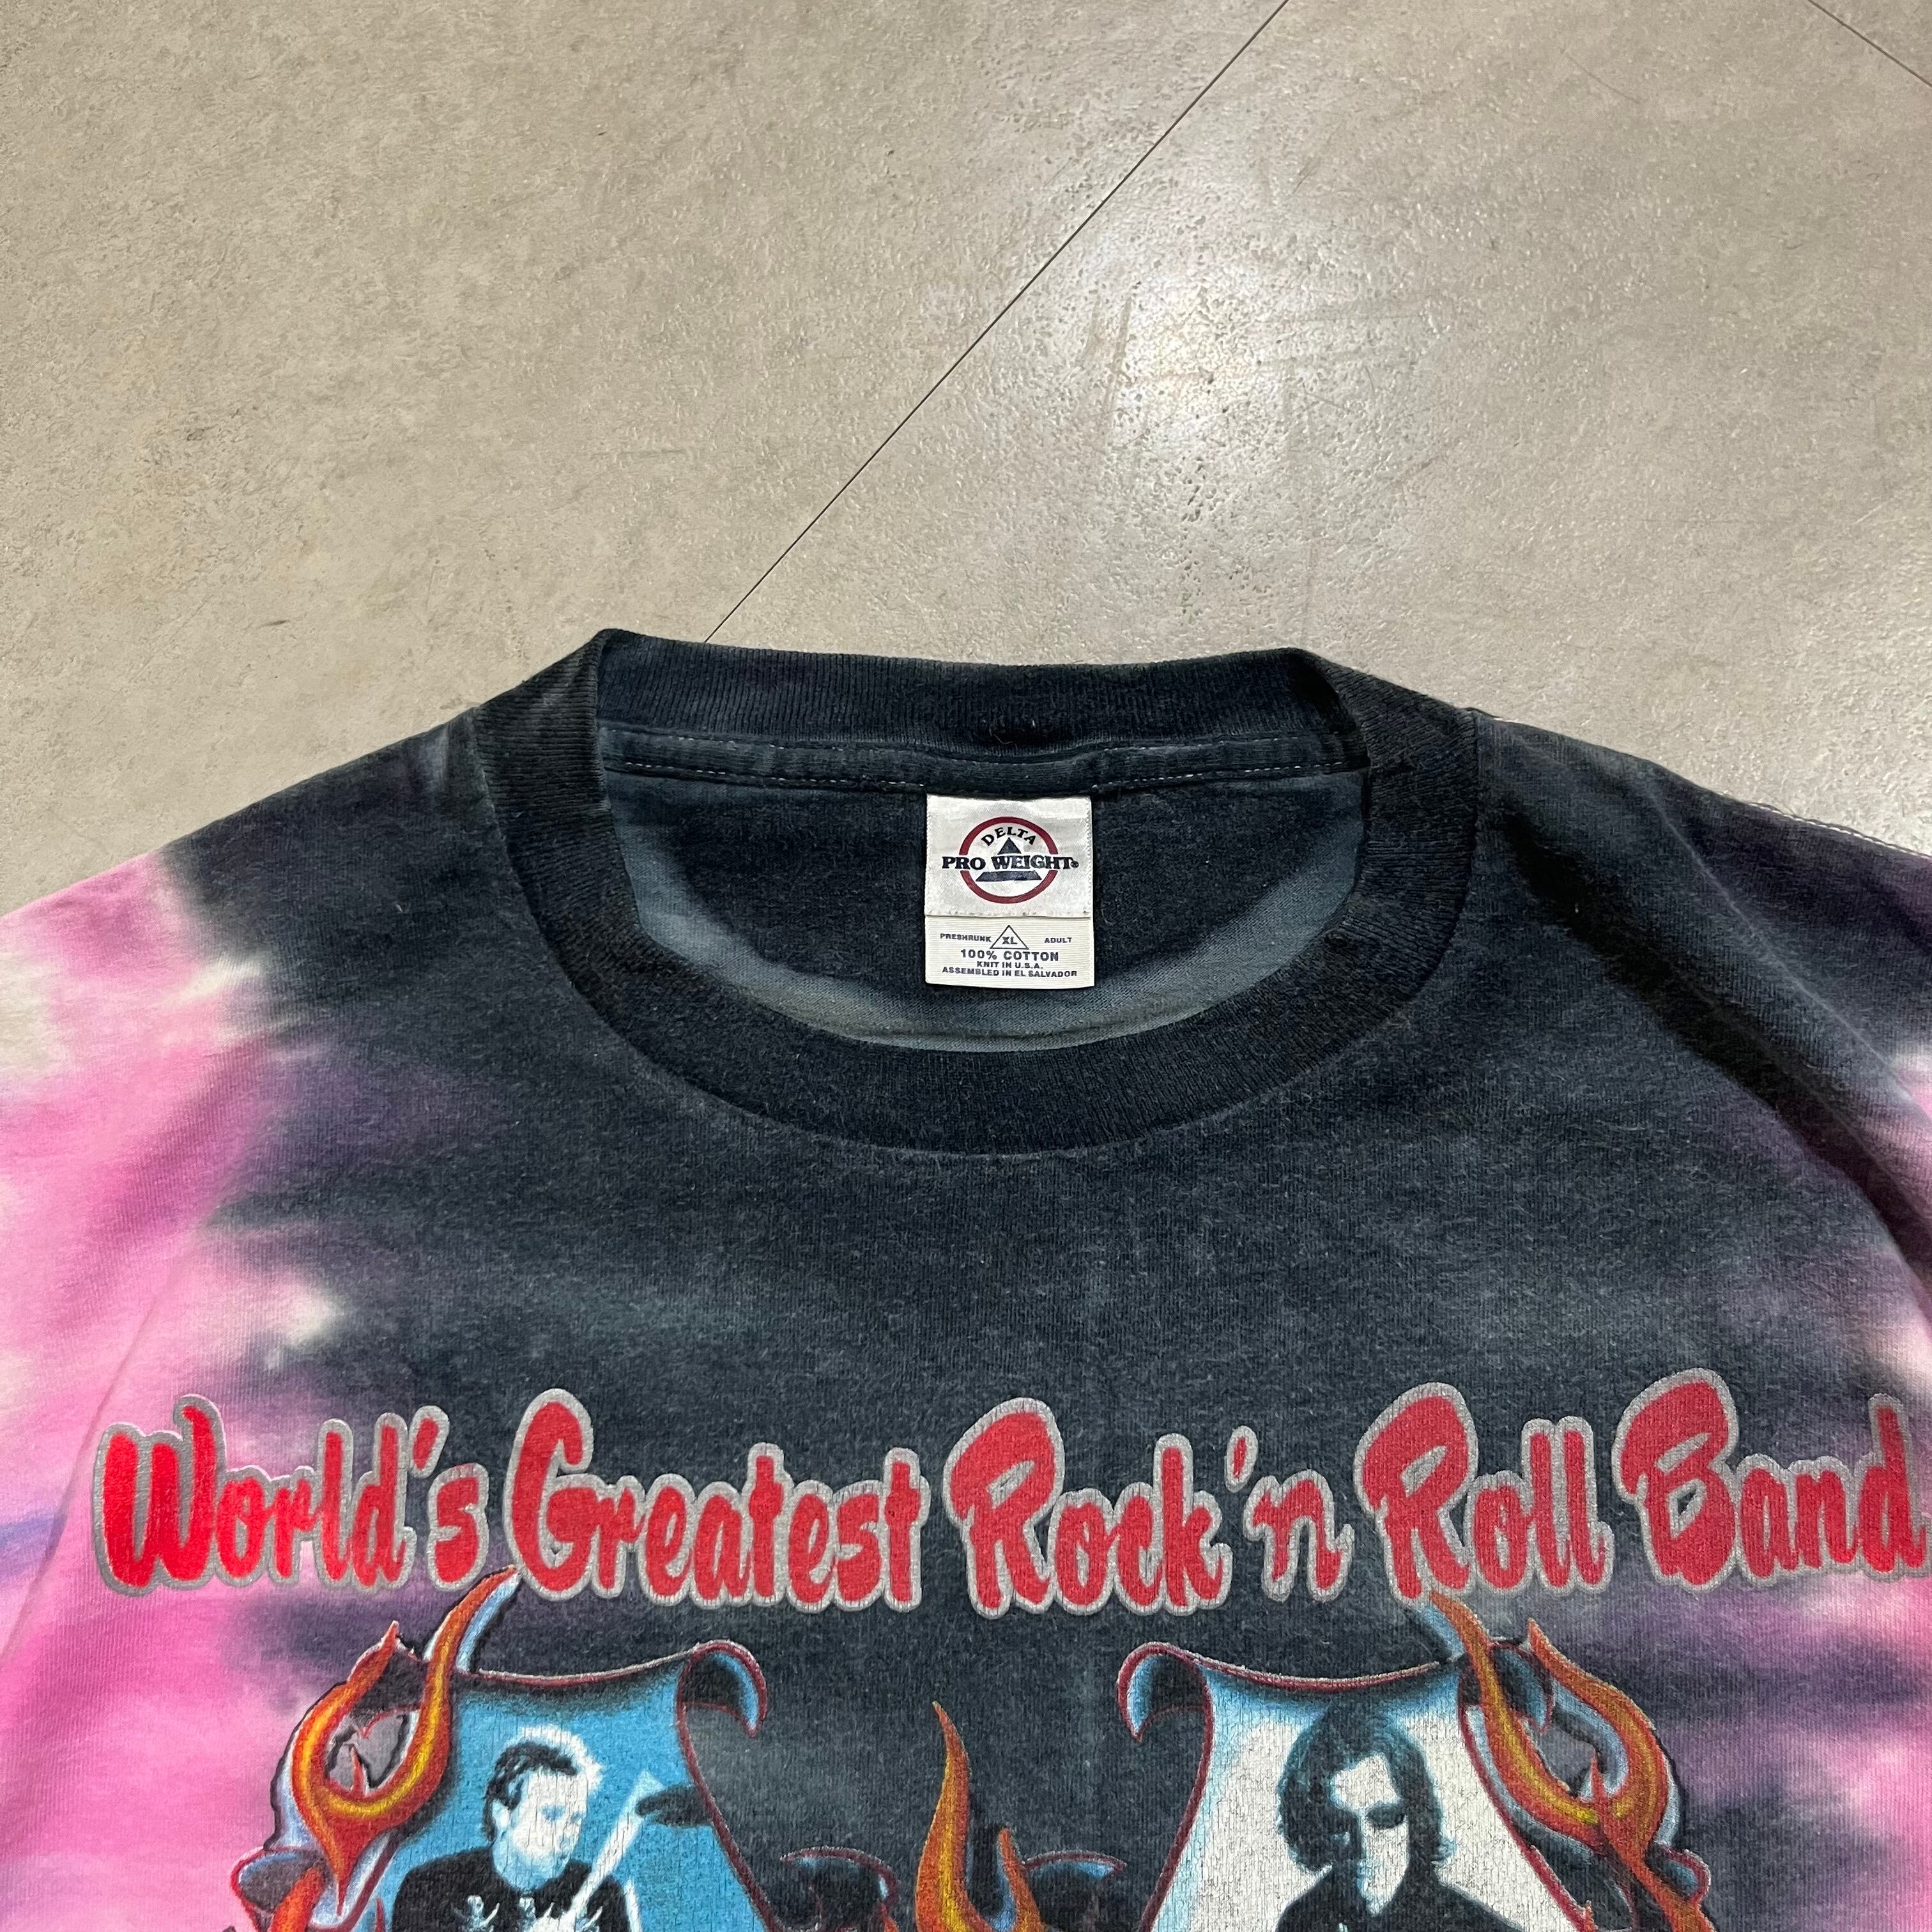 DELTA
PRO WEIGHT®
PRESHRUNK XL ADULT
100% COTTON
KNIT IN U.S.A.
ASSEMBLED IN EL SALVADOR
World's Greatest Rock 'n Roll Band